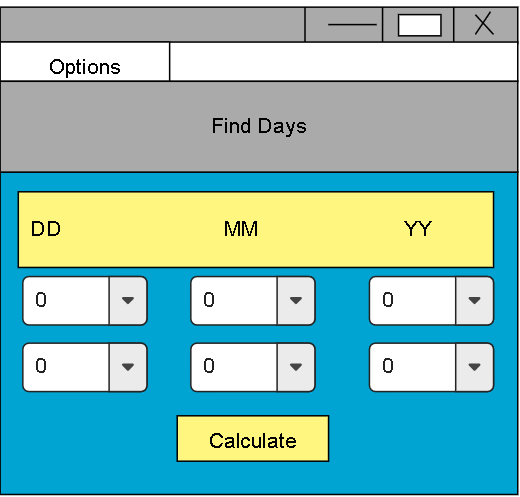 Options
Find Days
DD MM YY
0 0 0
0 0 0
Calculate